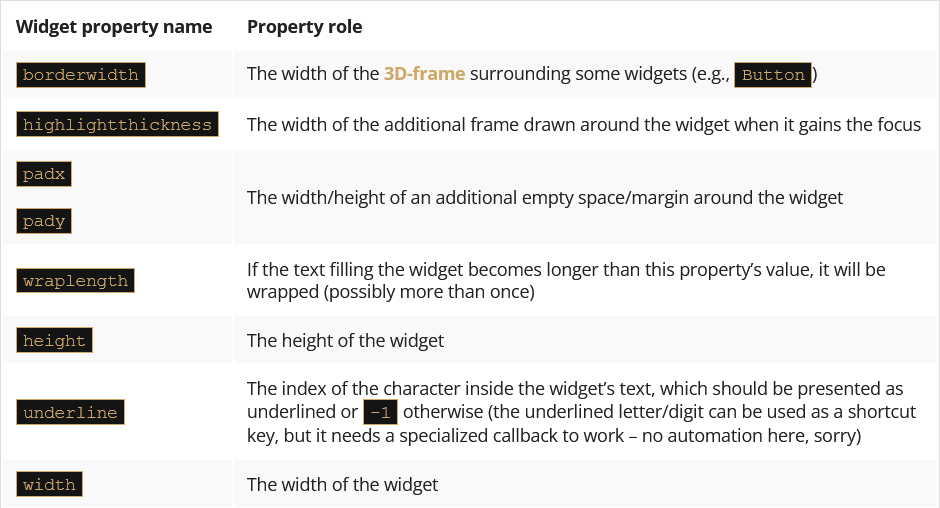 Widget property name Property role
borderwidth The width of the 3D-frame surrounding some widgets (e.g., Button)
highlightthickness The width of the additional frame drawn around the widget when it gains the focus
padx
pady
The width/height of an additional empty space/margin around the widget
wraplength
If the text filling the widget becomes longer than this property’s value, it will be
wrapped (possibly more than once)
height The height of the widget
underline
The index of the character inside the widget’s text, which should be presented as
underlined or -1 otherwise (the underlined letter/digit can be used as a shortcut
key, but it needs a specialized callback to work – no automation here, sorry)
width The width of the widget